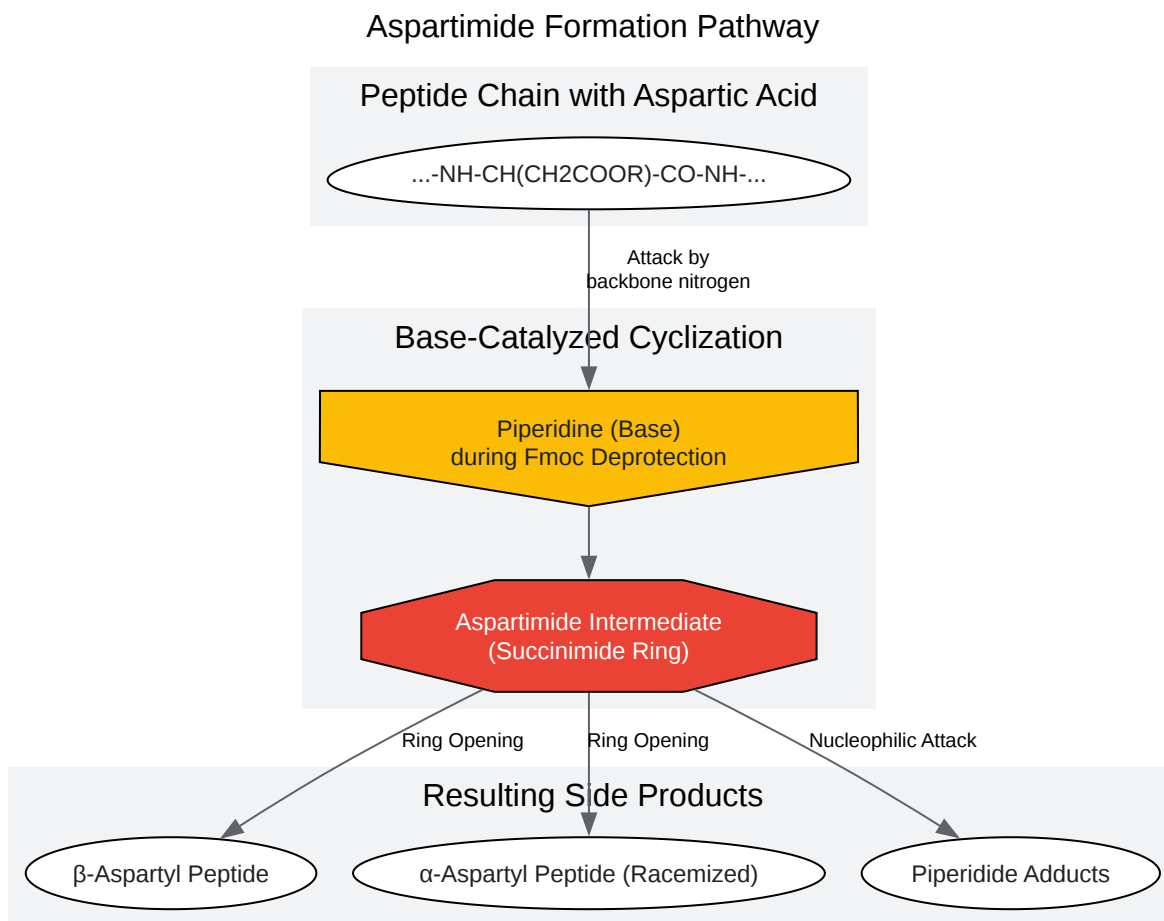 Aspartimide Formation Pathway
Peptide Chain with Aspartic Acid
...-NH-CH(CH2COOR)-CO-NH-...
Attack by
backbone nitrogen
Base-Catalyzed Cyclization
Piperidine (Base)
during Fmoc Deprotection
Aspartimide Intermediate
(Succinimide Ring)
Ring Opening
Ring Opening
Nucleophilic Attack
Resulting Side Products
β-Aspartyl Peptide
α-Aspartyl Peptide (Racemized)
Piperidide Adducts